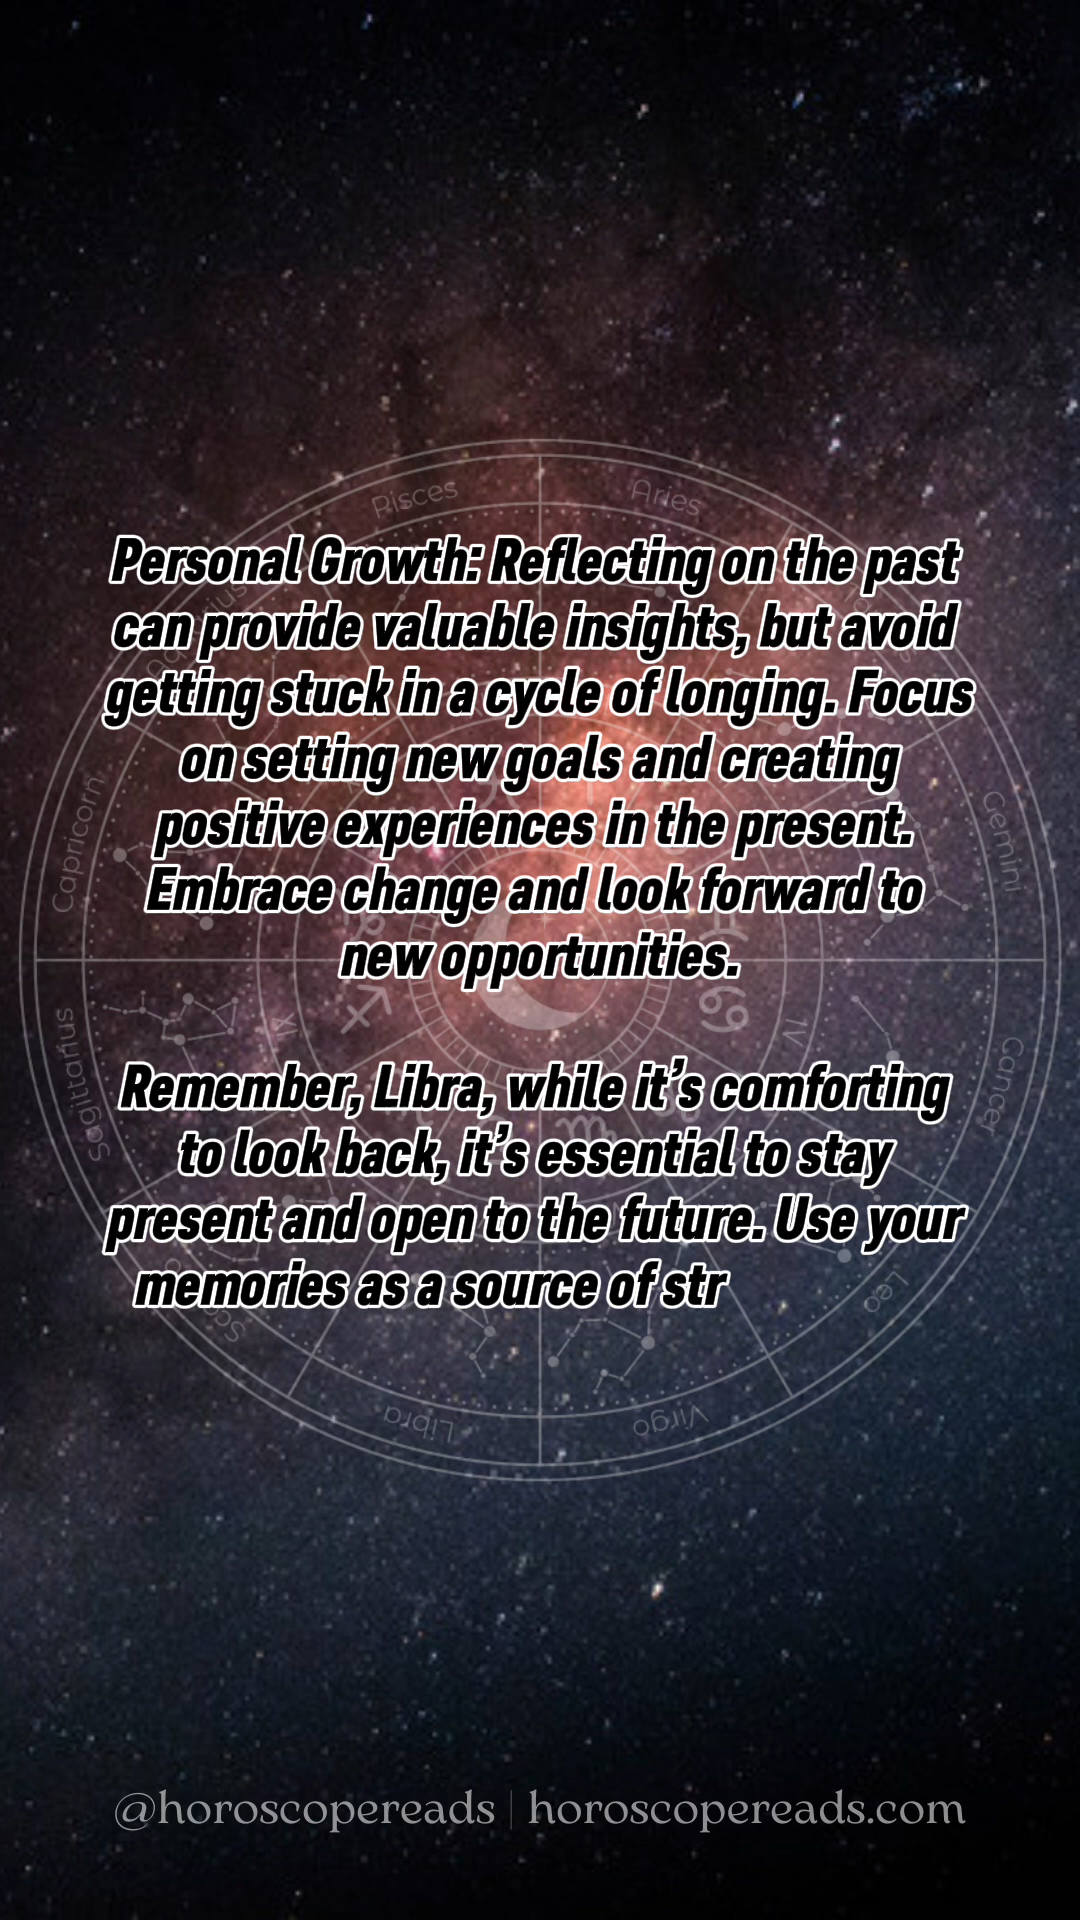 Pisces
Aries
Personal Growth: Reflecting on the past
can provide valuable insights, but avoid
getting stuck in a cycle of longing. Focus
on setting new goals and creating
positive experiences in the present.
Embrace change and look forward to
new opportunities.
Capricorn
Gemini
Sagittarius
Cancer
IV
Remember, Libra, while it’s comforting
to look back, it’s essential to stay
present and open to the future. Use your
memories as a source of str
Leo
Libra
Virgo
@horoscopereads | horoscopereads.com